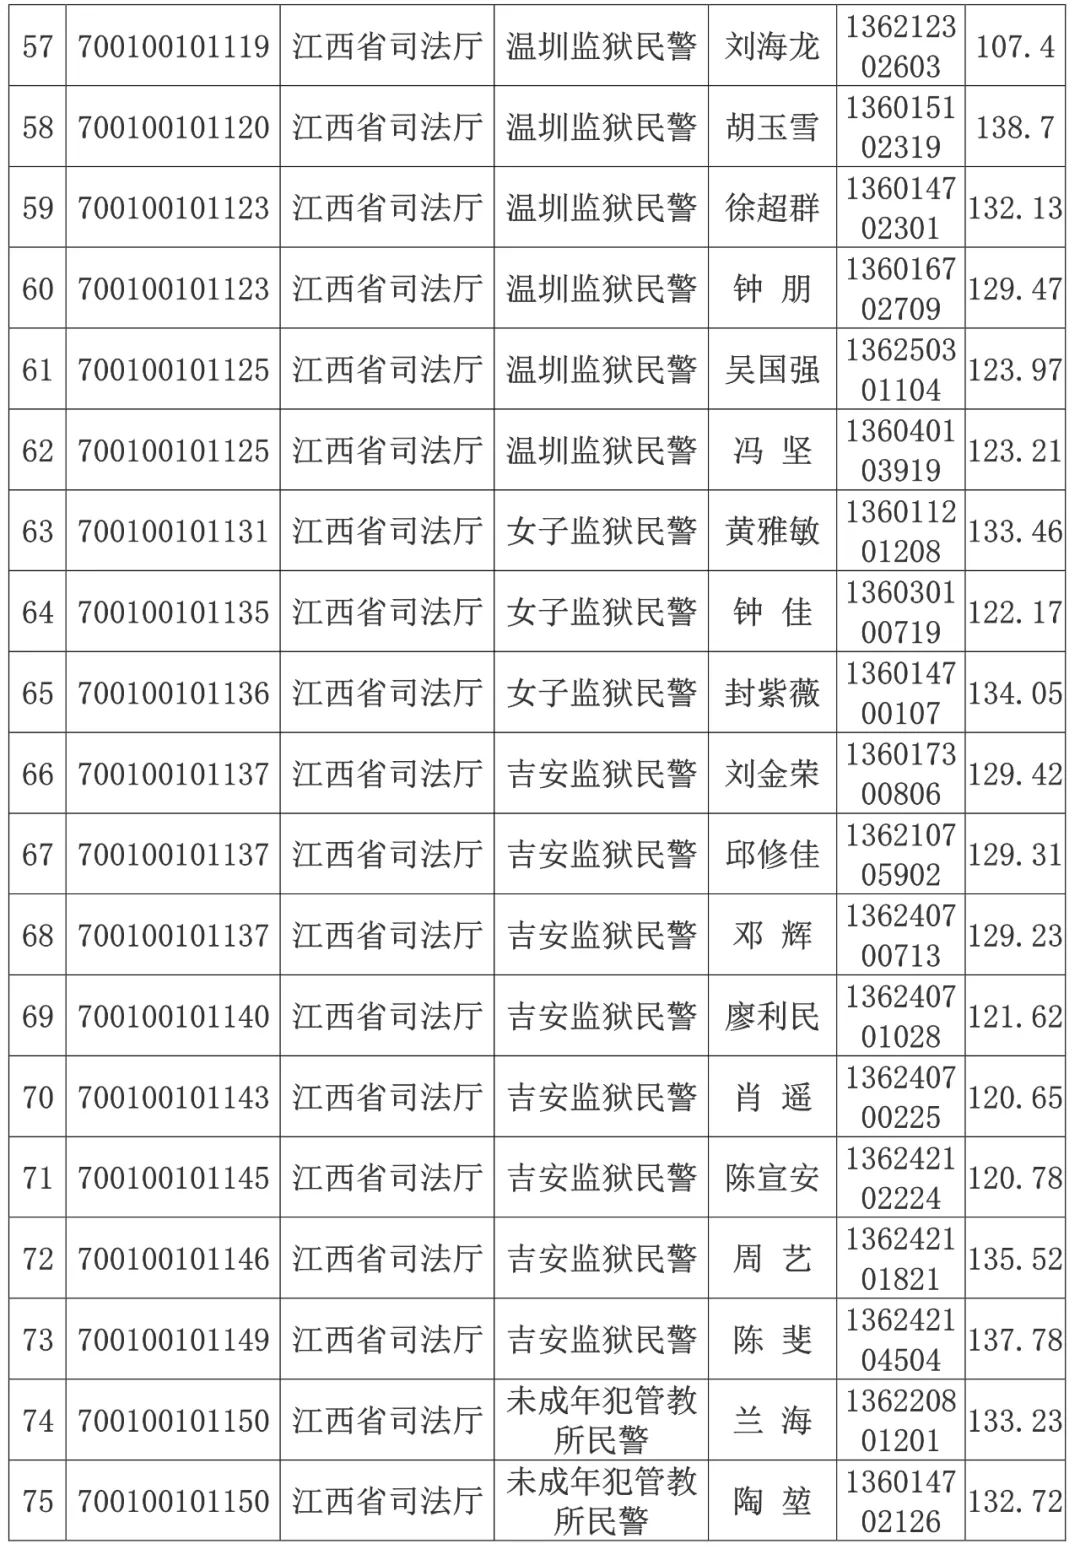 57 700100101119 江西省司法厅 温圳监狱民警 刘海龙 1362123 107.4
02603
58 700100101120 江西省司法厅 温圳监狱民警 胡玉雪 1360151 138.7
02319
59 700100101123 江西省司法厅 温圳监狱民警 徐超群 1360147 132.13
02301
60 700100101123 江西省司法厅 温圳监狱民警 钟 朋 1360167 129.47
02709
61 700100101125 江西省司法厅 温圳监狱民警 吴国强 1362503 123.97
01104
62 700100101125 江西省司法厅 温圳监狱民警 冯 坚 1360401 123.21
03919
63 700100101131 江西省司法厅 女子监狱民警 黄雅敏 1360112 133.46
01208
64 700100101135 江西省司法厅 女子监狱民警 钟 佳 1360301 122.17
00719
65 700100101136 江西省司法厅 女子监狱民警 封紫薇 1360147 134.05
00107
66 700100101137 江西省司法厅 吉安监狱民警 刘金荣 1360173 129.42
00806
67 700100101137 江西省司法厅 吉安监狱民警 邱修佳 1362107 129.31
05902
68 700100101137 江西省司法厅 吉安监狱民警 邓 辉 1362407 129.23
00713
69 700100101140 江西省司法厅 吉安监狱民警 廖利民 1362407 121.62
01028
70 700100101143 江西省司法厅 吉安监狱民警 肖 遥 1362407 120.65
00225
71 700100101145 江西省司法厅 吉安监狱民警 陈宣安 1362421 120.78
02224
72 700100101146 江西省司法厅 吉安监狱民警 周 艺 1362421 135.52
01821
73 700100101149 江西省司法厅 吉安监狱民警 陈 斐 1362421 137.78
04504
74 700100101150 江西省司法厅 未成年犯管教 兰 海 1362208 133.23
所民警 01201
75 700100101150 江西省司法厅 未成年犯管教 陶 堃 1360147 132.72
所民警 02126